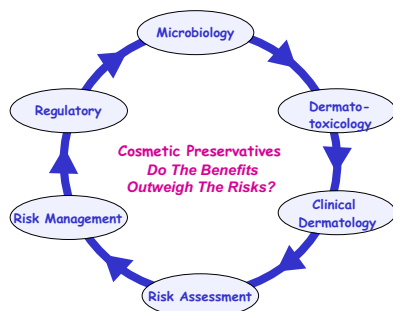 Microbiology
Dermato-
toxicology
Clinical
Dermatology
Risk Assessment
Risk Management
Regulatory
Cosmetic Preservatives
Do The Benefits
Outweigh The Risks?